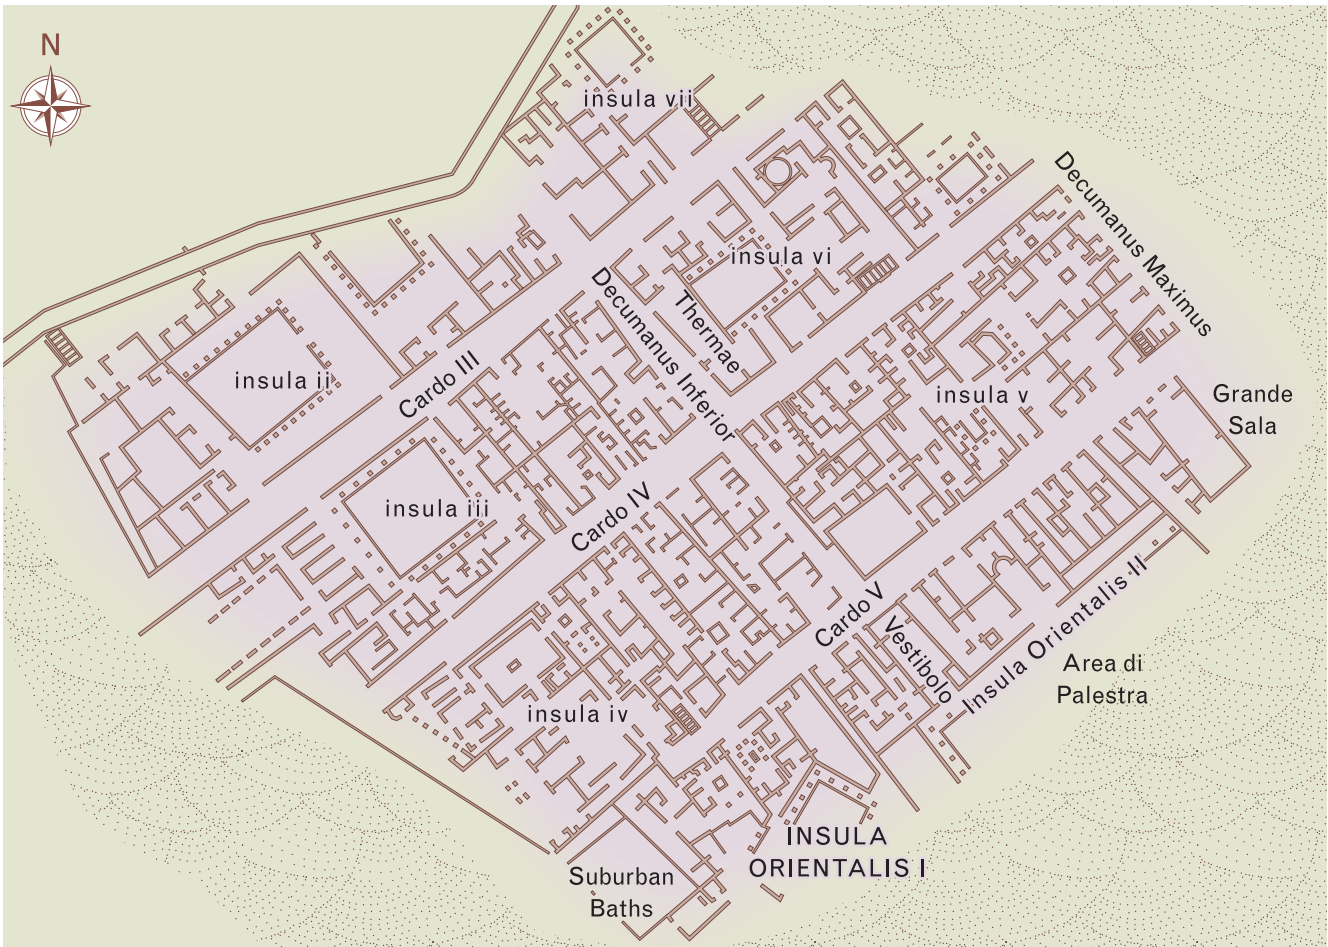 N
insula vii
Decumanus Maximus
insula vi
Decumanus Inferior
Thermae
insula ii
Cardo III
insula v
Grande
Sala
insula iii
Cardo IV
Cardo V
Vestibolo
Insula Orientalis II
Area di
Palestra
insula iv
INSULA
ORIENTALIS I
Suburban
Baths